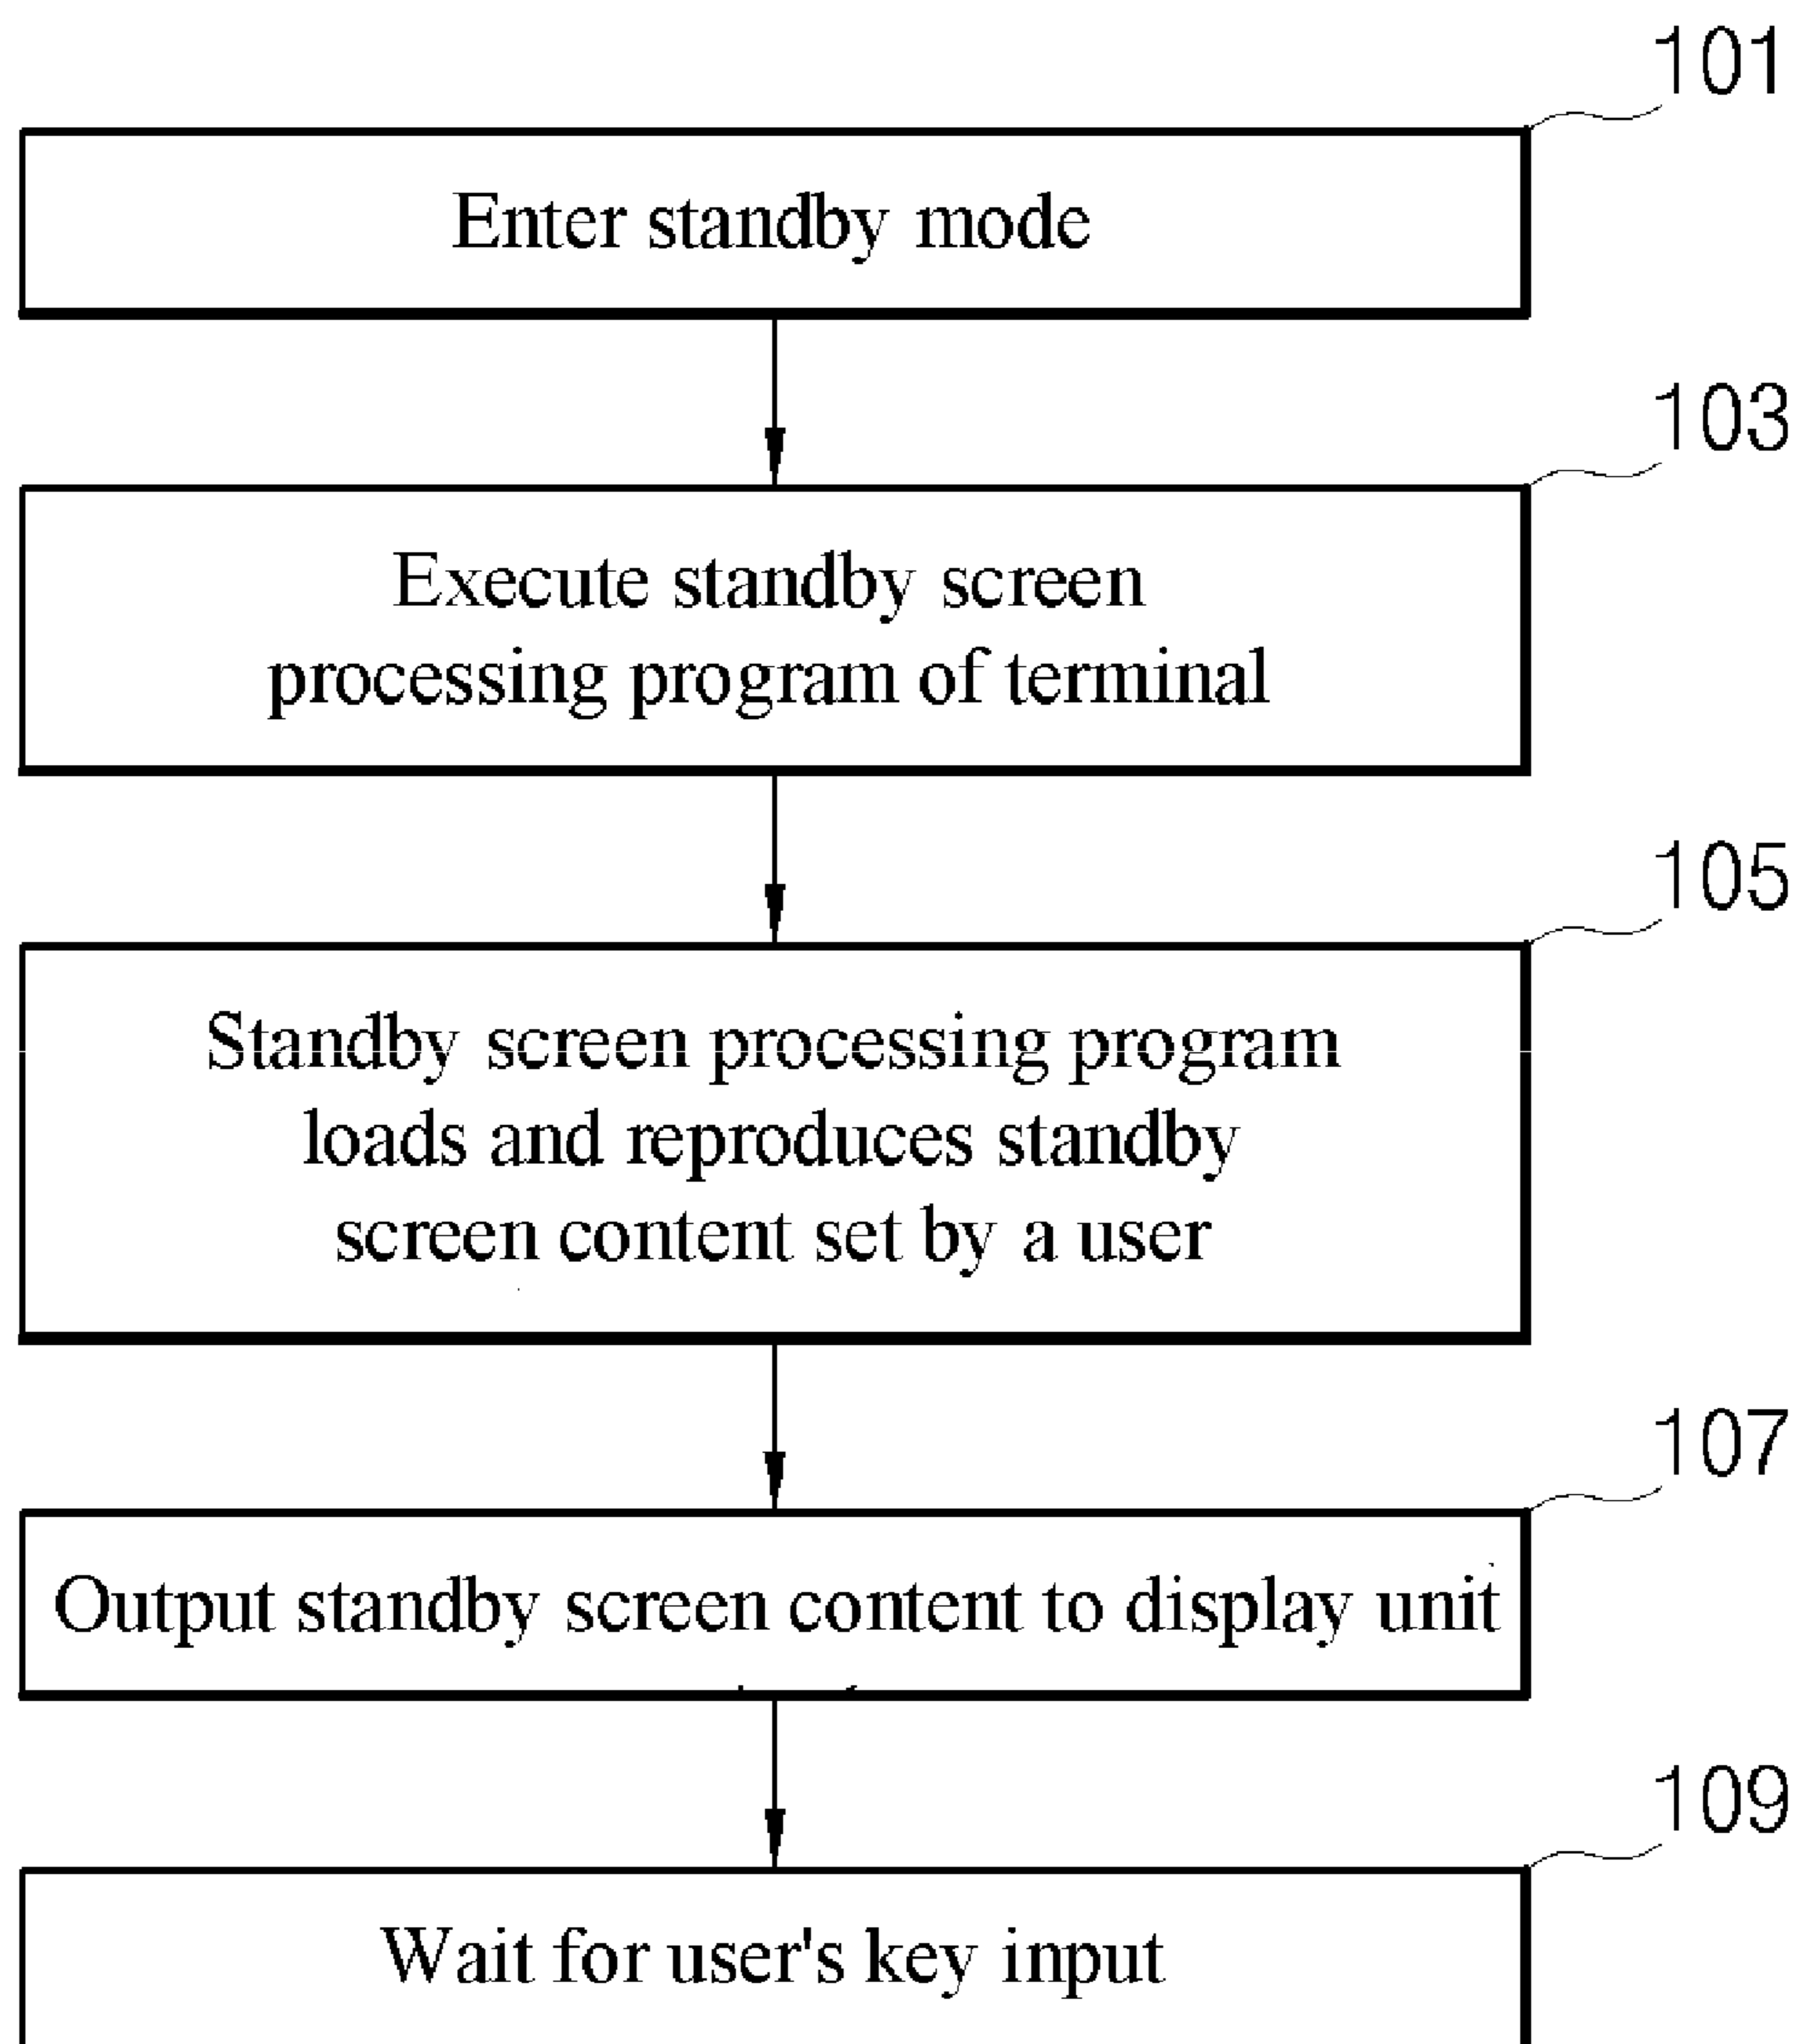 101
Enter standby mode
103
Execute standby screen
processing program of terminal
105
Standby screen processing program
loads and reproduces standby
screen content set by a user
107
Output standby screen content to display unit
109
Wait for user's key input